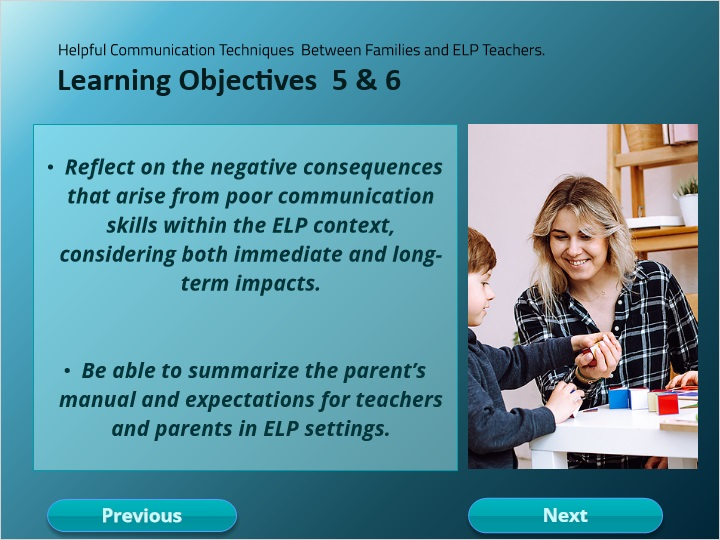 Helpful Communication Techniques  Between Families and ELP Teachers.
Learning Objectives  5 & 6
• Reflect on the negative consequences
that arise from poor communication
skills within the ELP context,
considering both immediate and long-
term impacts.
• Be able to summarize the parent’s
manual and expectations for teachers
and parents in ELP settings.
Previous
Next